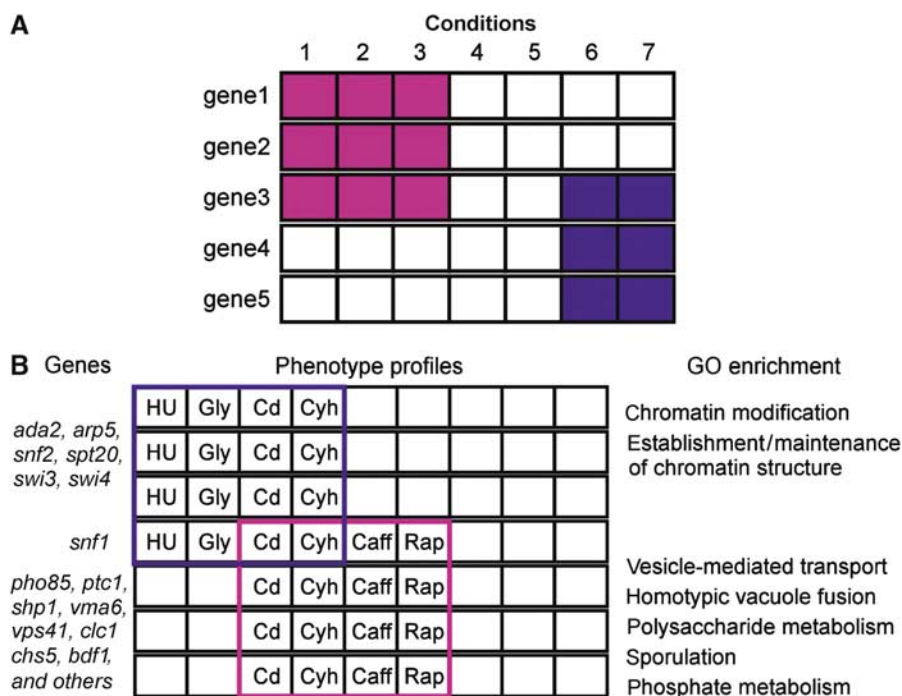 A
Conditions
1 2 3 4 5 6 7
gene1
gene2
gene3
gene4
gene5
B Genes Phenotype profiles GO enrichment
ada2, arp5,
snf2, spt20,
swi3, swi4
snf1
pho85, ptc1,
shp1, vma6,
vps41, clc1
chs5, bdf1,
and others
HU Gly Cd Cyh
HU Gly Cd Cyh
HU Gly Cd Cyh
HU Gly Cd Cyh Caff Rap
Cd Cyh Caff Rap
Cd Cyh Caff Rap
Cd Cyh Caff Rap
Chromatin modification
Establishment/maintenance
of chromatin structure
Vesicle-mediated transport
Homotypic vacuole fusion
Polysaccharide metabolism
Sporulation
Phosphate metabolism